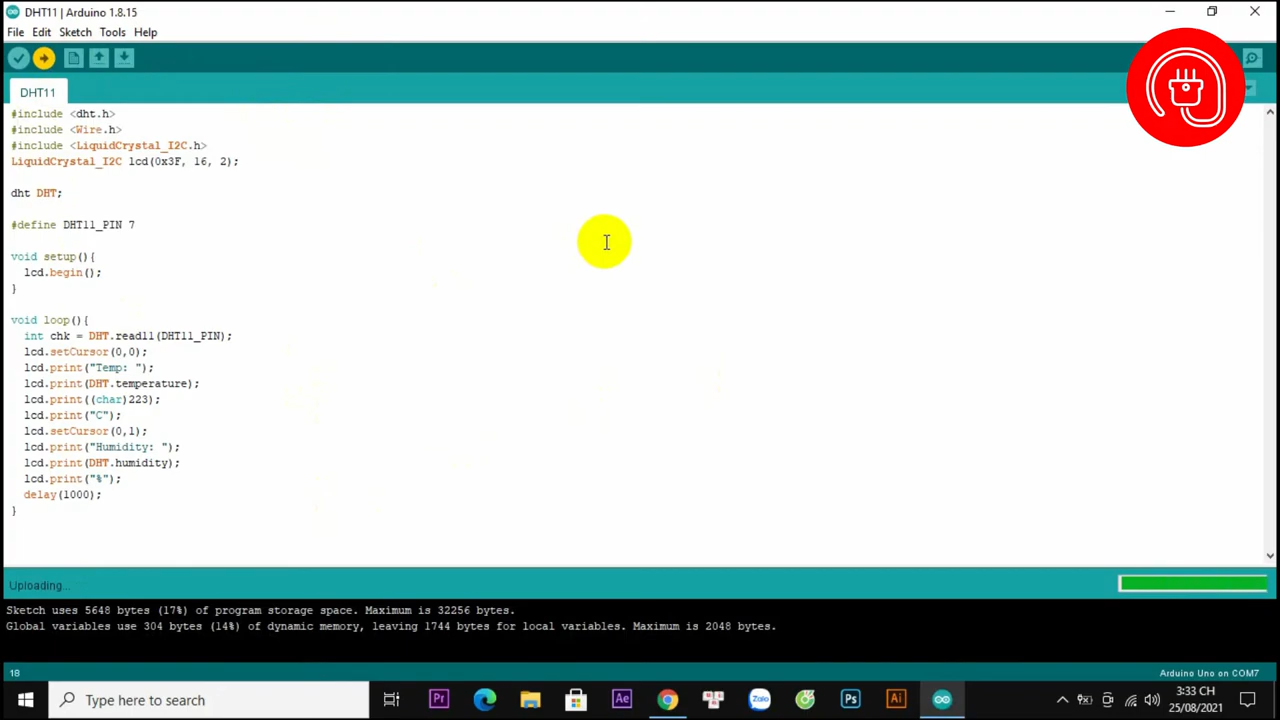 DHT11 | Arduino 1.8.15
File Edit Sketch Tools Help
DHT11
#include <dht.h>
#include <Wire.h>
#include <LiquidCrystal_I2C.h>
LiquidCrystal_I2C lcd(0x3F, 16, 2);
dht DHT;
#define DHT11_PIN 7
void setup(){
lcd.begin();
}
void loop(){
int chk = DHT.read11(DHT11_PIN);
lcd.setCursor(0,0);
lcd.print("Temp: ");
lcd.print(DHT.temperature);
lcd.print((char)223);
lcd.print("C");
lcd.setCursor(0,1);
lcd.print("Humidity: ");
lcd.print(DHT.humidity);
lcd.print("%");
delay(1000);
}
Uploading...
Sketch uses 5648 bytes (17%) of program storage space. Maximum is 32256 bytes.
Global variables use 304 bytes (14%) of dynamic memory, leaving 1744 bytes for local variables. Maximum is 2048 bytes.
18
Arduino Uno on COM7
Type here to search
Pr
Ae
Zalo
Ps
Ai
3:33 CH
25/08/2021